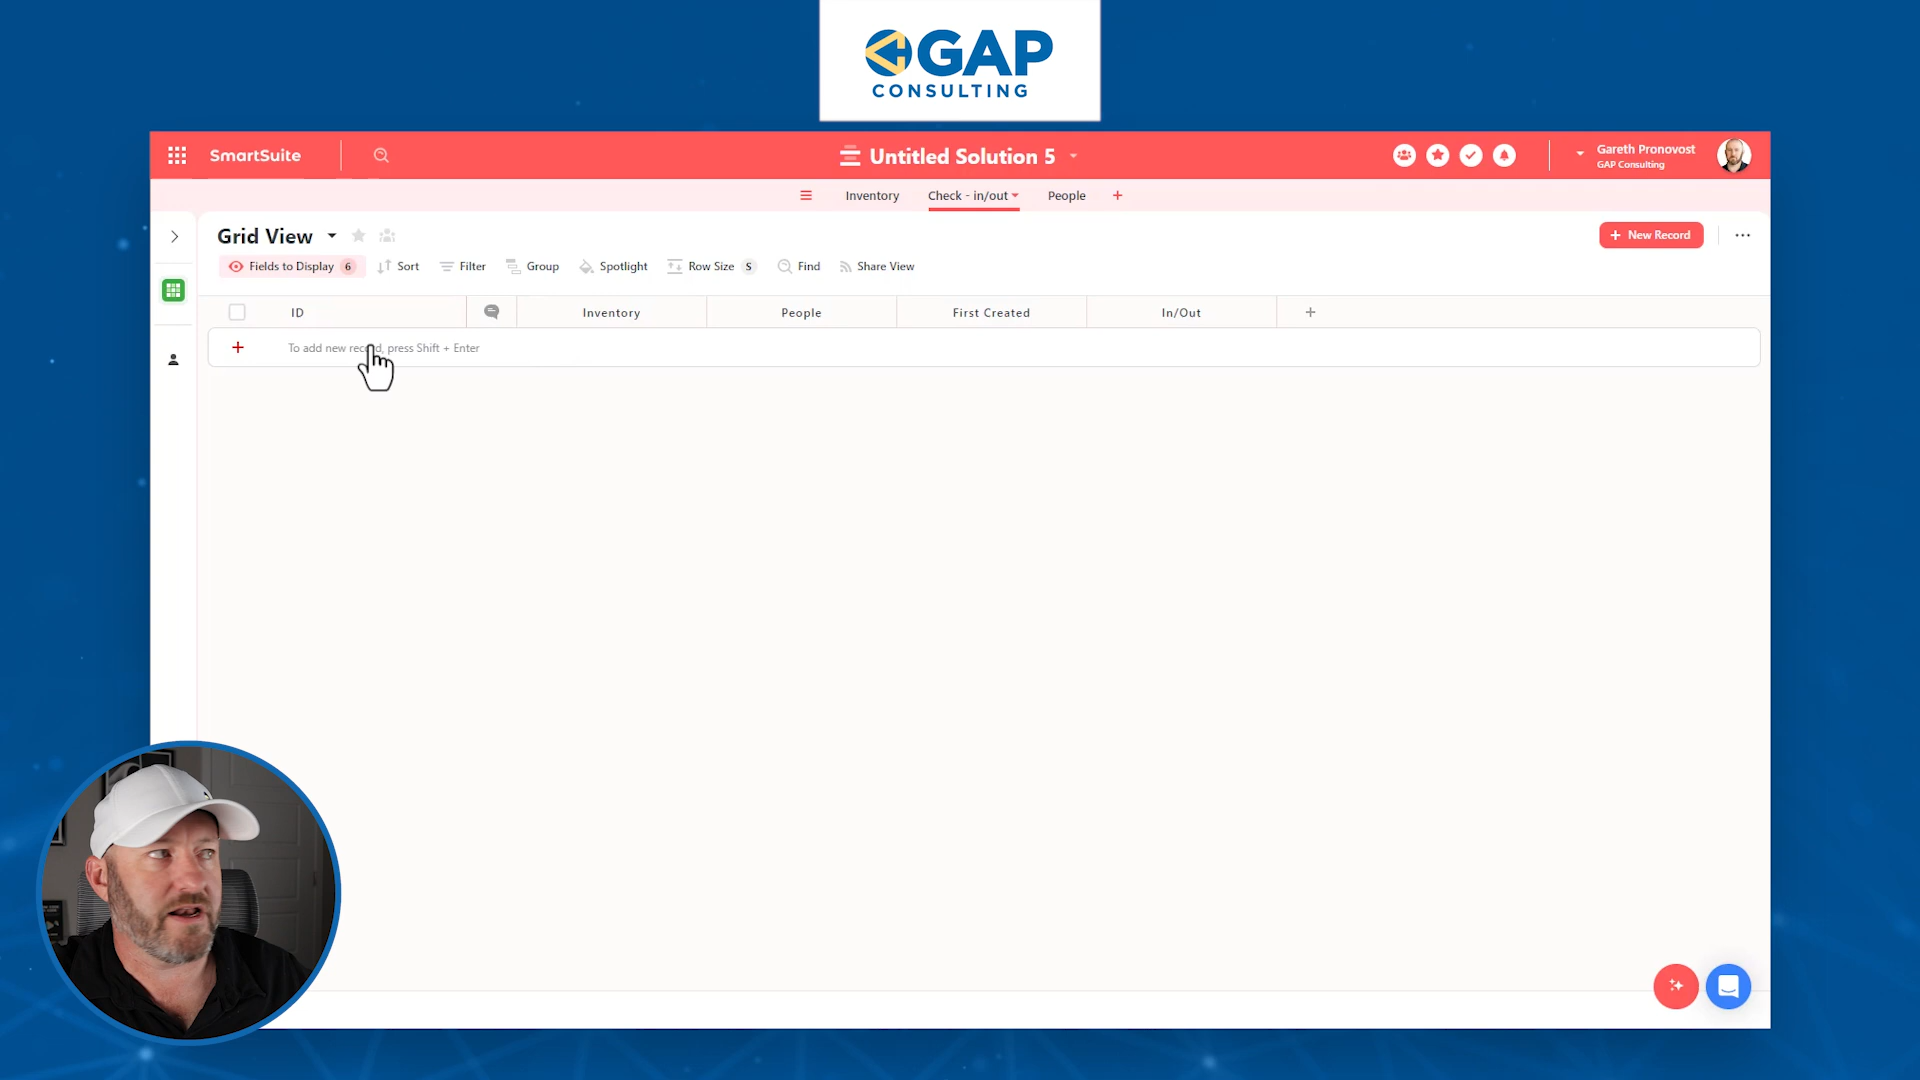 GAP
CONSULTING
SmartSuite
Untitled Solution 5
Gareth Pronovost
GAP Consulting
Inventory
Check - in/out
People
Grid View
New Record
Fields to Display 6
Sort
Filter
Group
Spotlight
Row Size S
Find
Share View
ID
Inventory
People
First Created
In/Out
To add new record, press Shift + Enter